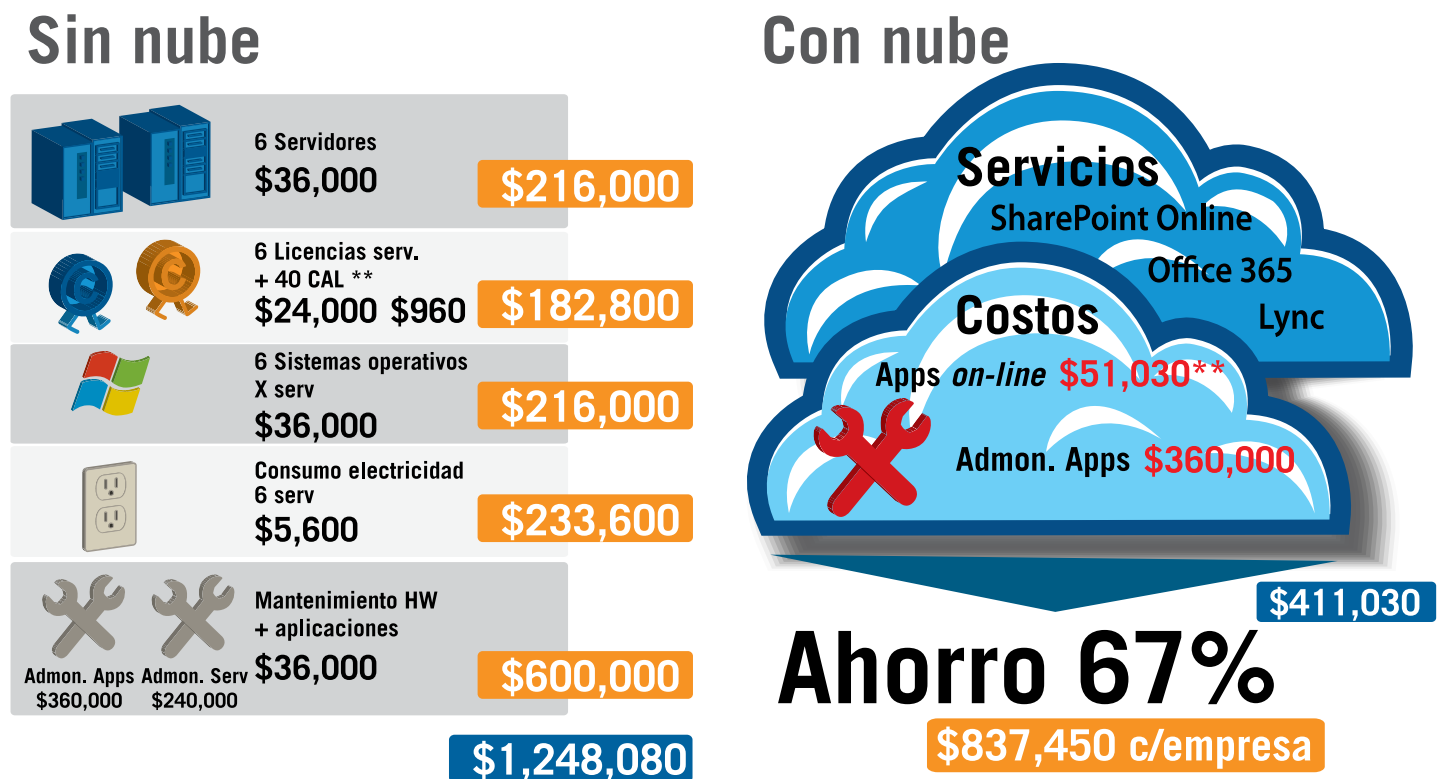 Sin nube
6 Servidores
$36,000
$216,000
6 Licencias serv.
+ 40 CAL **
$24,000 $960
$182,800
6 Sistemas operativos
X serv
$36,000
$216,000
Consumo electricidad
6 serv
$5,600
$233,600
Mantenimiento HW
+ aplicaciones
$36,000
Admon. Apps
$360,000
Admon. Serv
$240,000
$600,000
$1,248,080
Con nube
Servicios
SharePoint Online
Office 365
Lync
Costos
Apps on-line $51,030**
Admon. Apps $360,000
$411,030
Ahorro 67%
$837,450 c/empresa